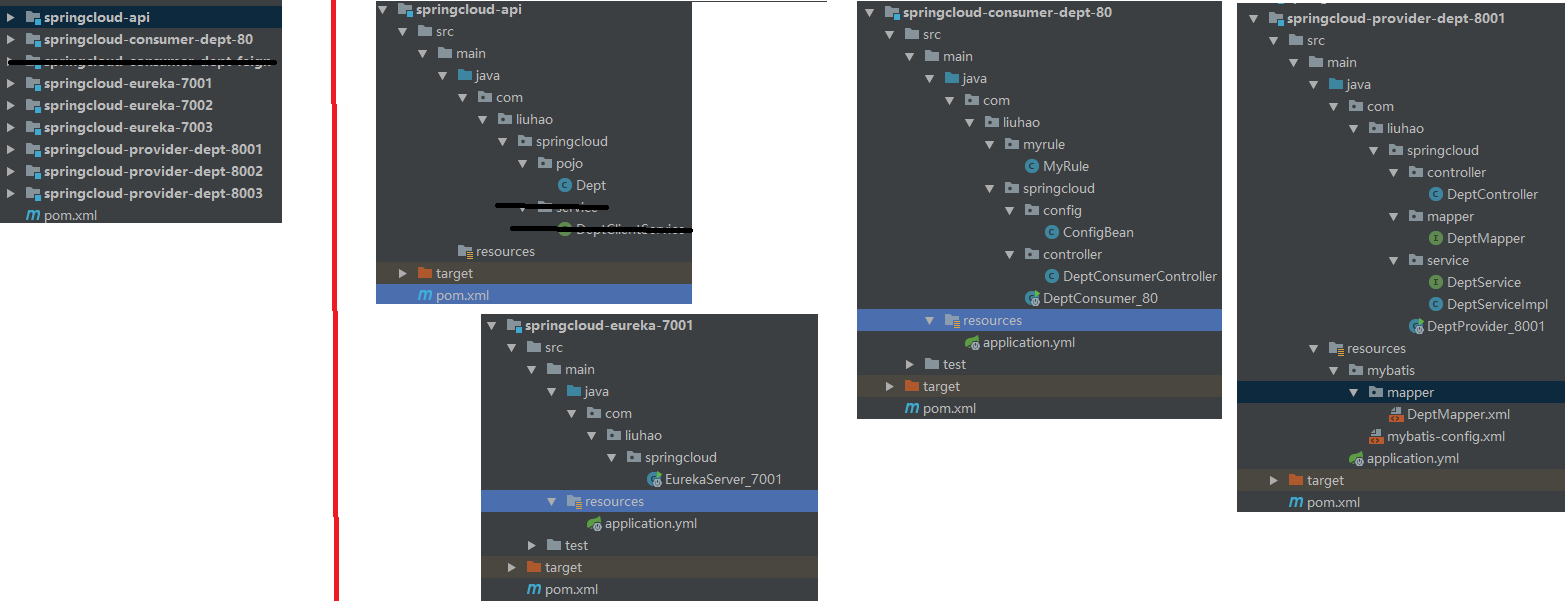 springcloud-api
springcloud-consumer-dept-80
springcloud-consumer-dept-feign
springcloud-eureka-7001
springcloud-eureka-7002
springcloud-eureka-7003
springcloud-provider-dept-8001
springcloud-provider-dept-8002
springcloud-provider-dept-8003
pom.xml
springcloud-api
src
main
java
com
liuhao
springcloud
pojo
Dept
service
DeptClientService
resources
target
pom.xml
springcloud-eureka-7001
src
main
java
com
liuhao
springcloud
EurekaServer_7001
resources
application.yml
test
target
pom.xml
springcloud-consumer-dept-80
src
main
java
com
liuhao
myrule
MyRule
springcloud
config
ConfigBean
controller
DeptConsumerController
DeptConsumer_80
resources
application.yml
test
target
pom.xml
springcloud-provider-dept-8001
src
main
java
com
liuhao
springcloud
controller
DeptController
mapper
DeptMapper
service
DeptService
DeptServiceImpl
DeptProvider_8001
resources
mybatis
mapper
DeptMapper.xml
mybatis-config.xml
application.yml
target
pom.xml